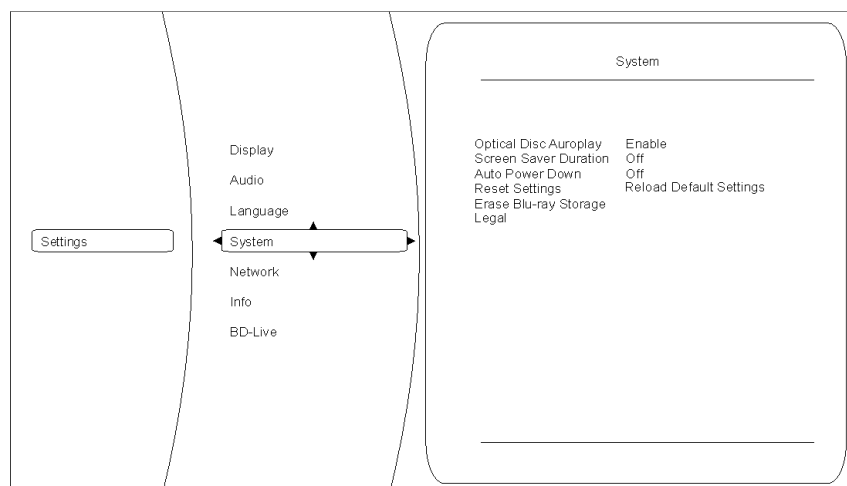 Settings
Display
Audio
Language
System
Network
Info
BD-Live
System
Optical Disc Auroplay Enable
Screen Saver Duration Off
Auto Power Down Off
Reset Settings Reload Default Settings
Erase Blu-ray Storage
Legal